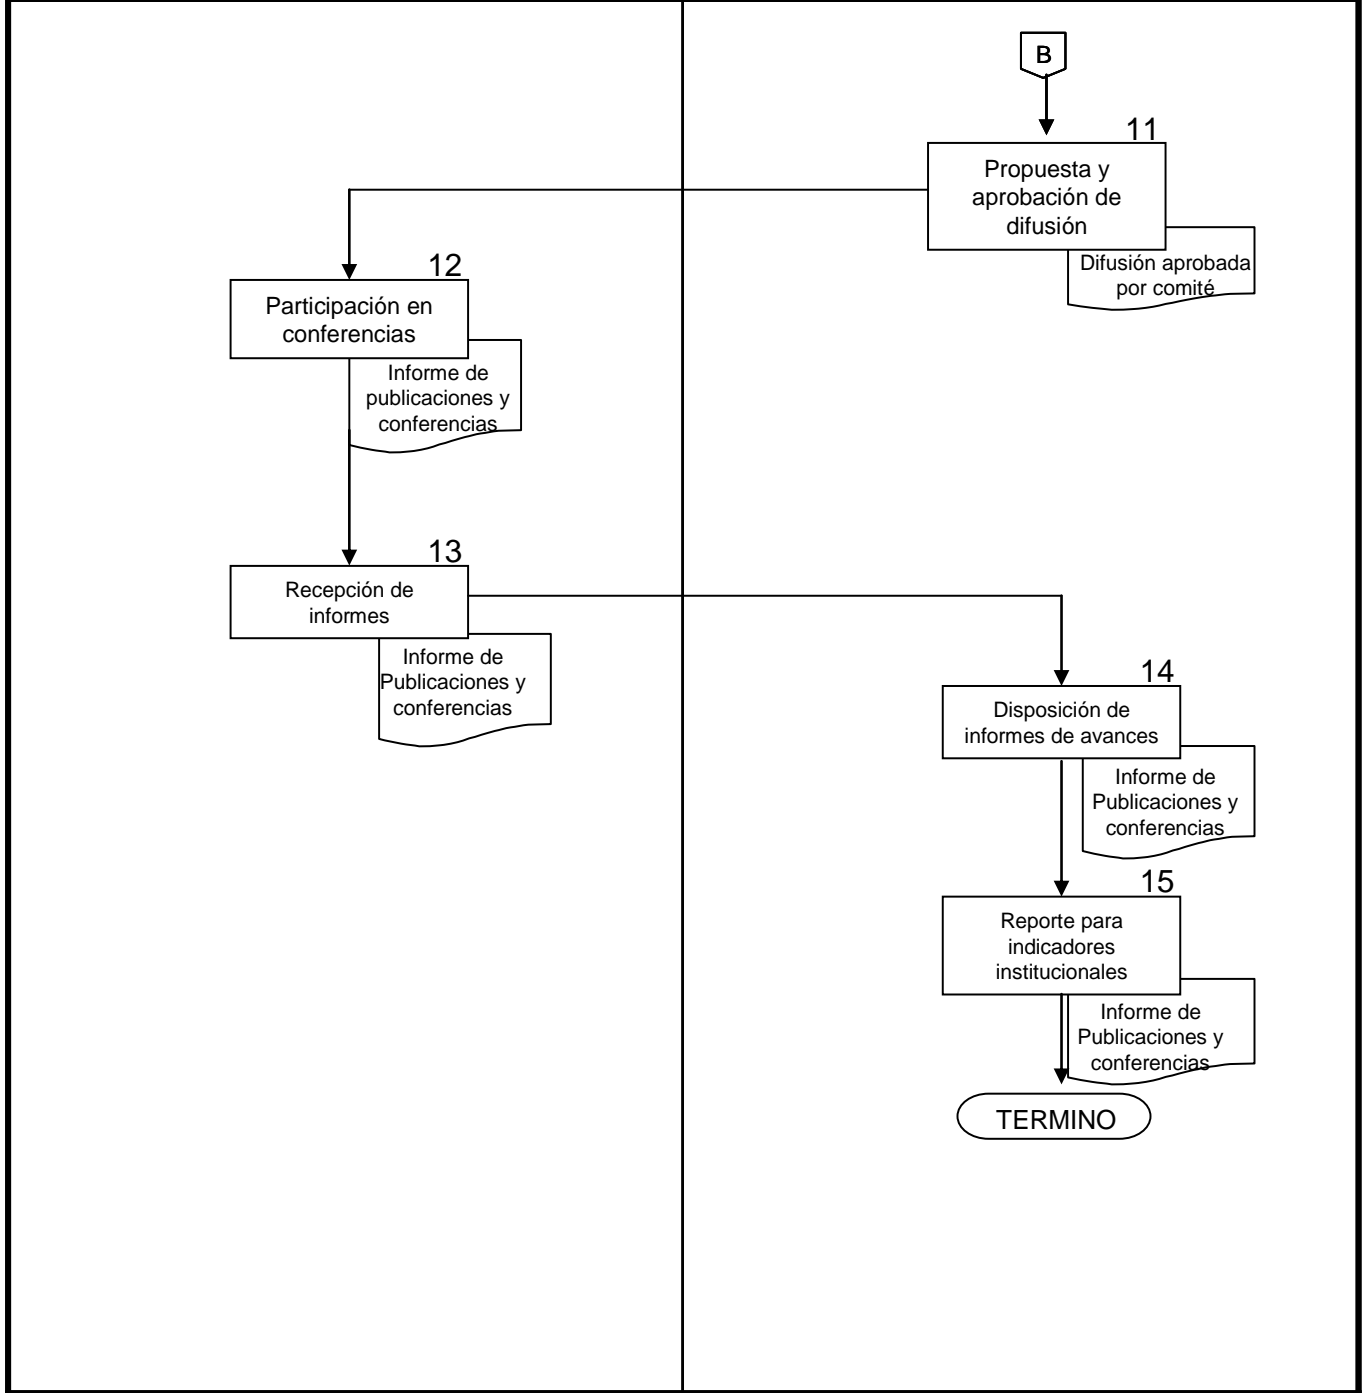 B
11
Propuesta y
aprobación de
difusión
Difusión aprobada
por comité
12
Participación en
conferencias
Informe de
publicaciones y
conferencias
13
Recepción de
informes
Informe de
Publicaciones y
conferencias
14
Disposición de
informes de avances
Informe de
Publicaciones y
conferencias
15
Reporte para
indicadores
institucionales
Informe de
Publicaciones y
conferencias
TERMINO